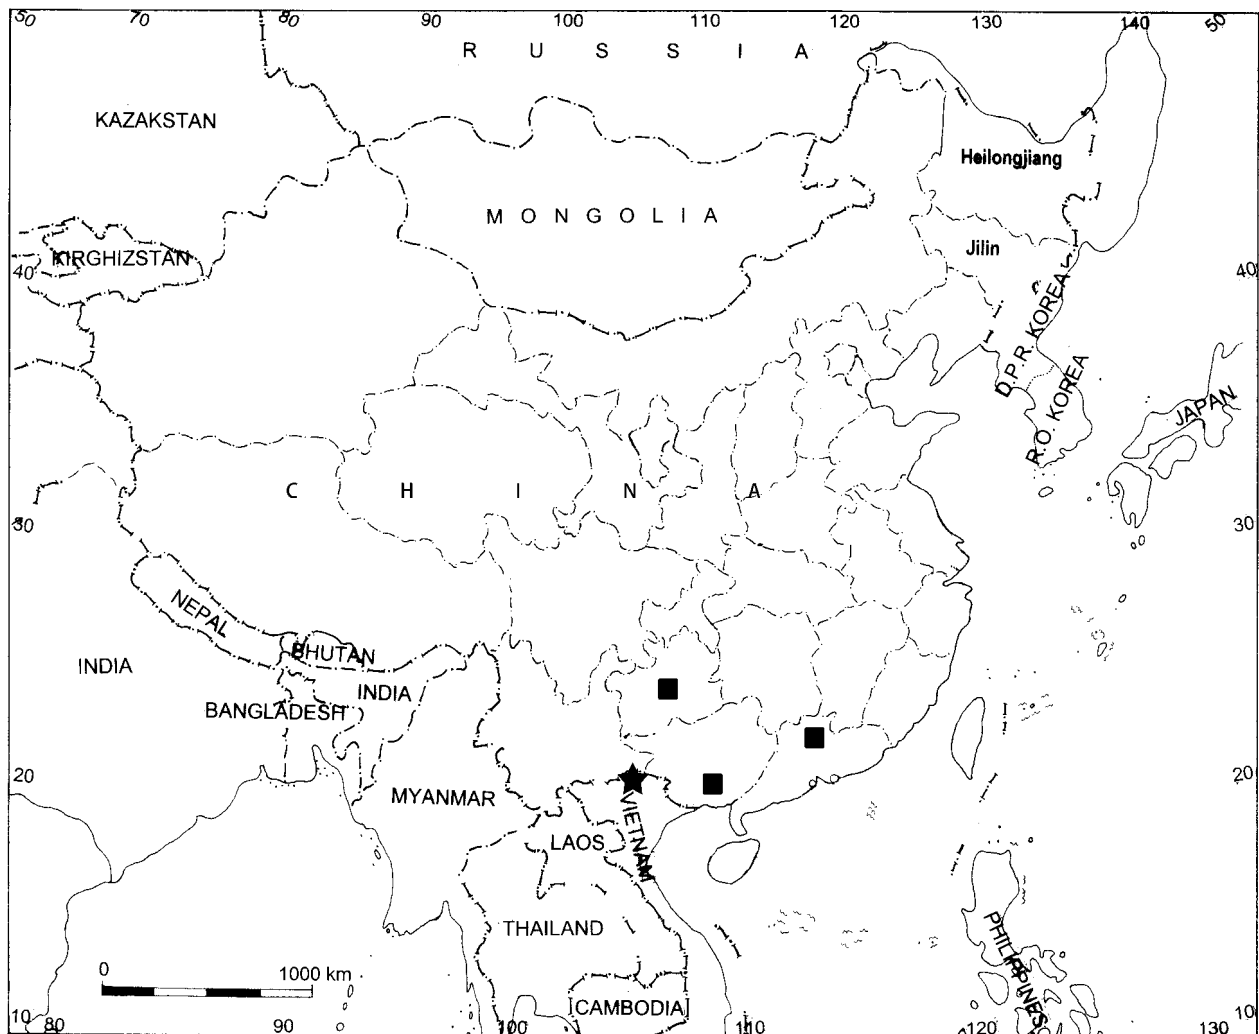 50 70 80 90 100 110 120 130 140 50
R U S S I A
KAZAKSTAN
Heilongjiang
M O N G O L I A
Jilin
KIRGHIZSTAN
40 40
D.P.R. KOREA
R.O. KOREA
JAPAN
C H I N A
30 30
NEPAL
BHUTAN
INDIA
INDIA
BANGLADESH
20 20
MYANMAR
VIETNAM
LAOS
THAILAND
PHILIPPINES
0 1000 km
CAMBODIA
10 80 90 100 110 120 130 10